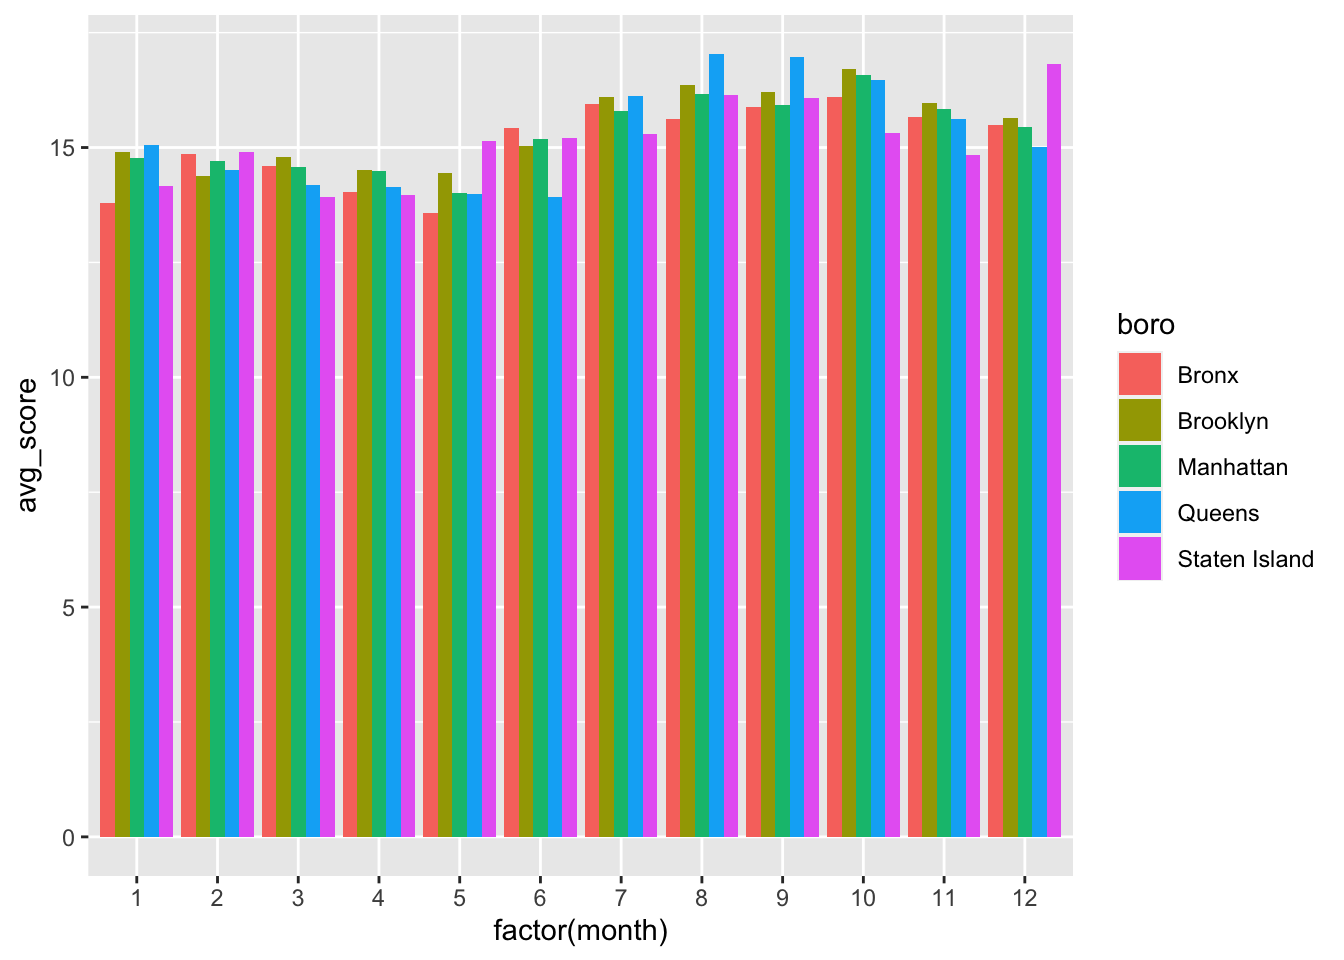 avg_score
15
10
5
0
1 2 3 4 5 6 7 8 9 10 11 12
factor(month)
boro
Bronx
Brooklyn
Manhattan
Queens
Staten Island